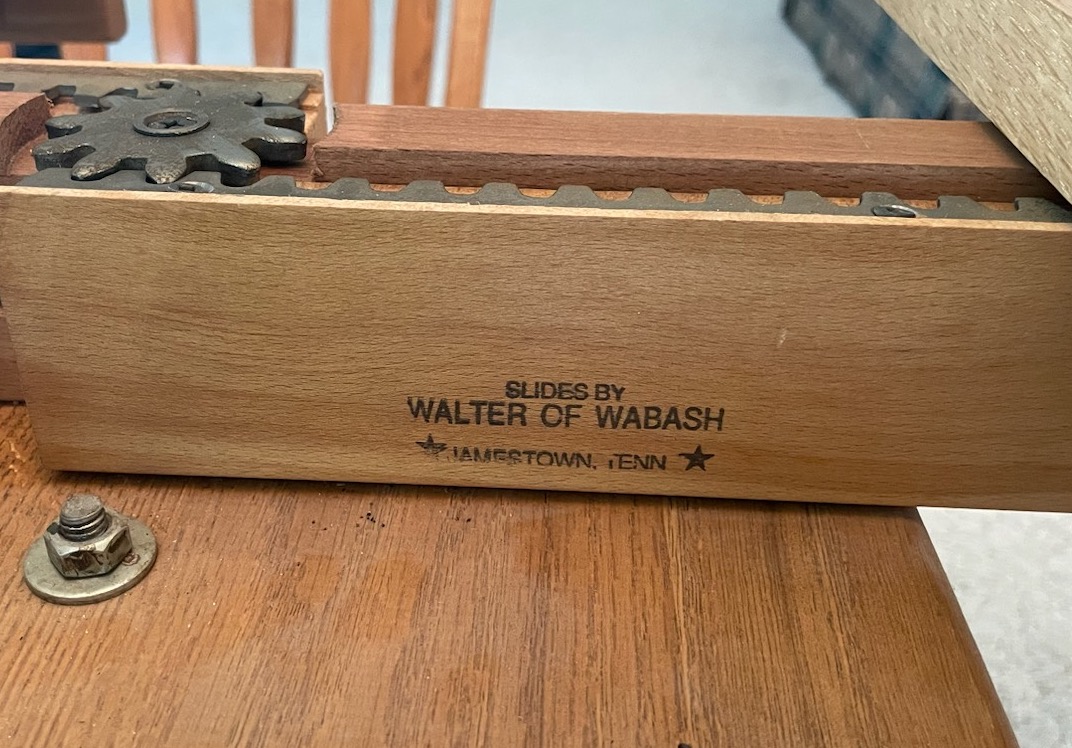 SLIDES BY
WALTER OF WABASH
★ JAMESTOWN, TENN ★